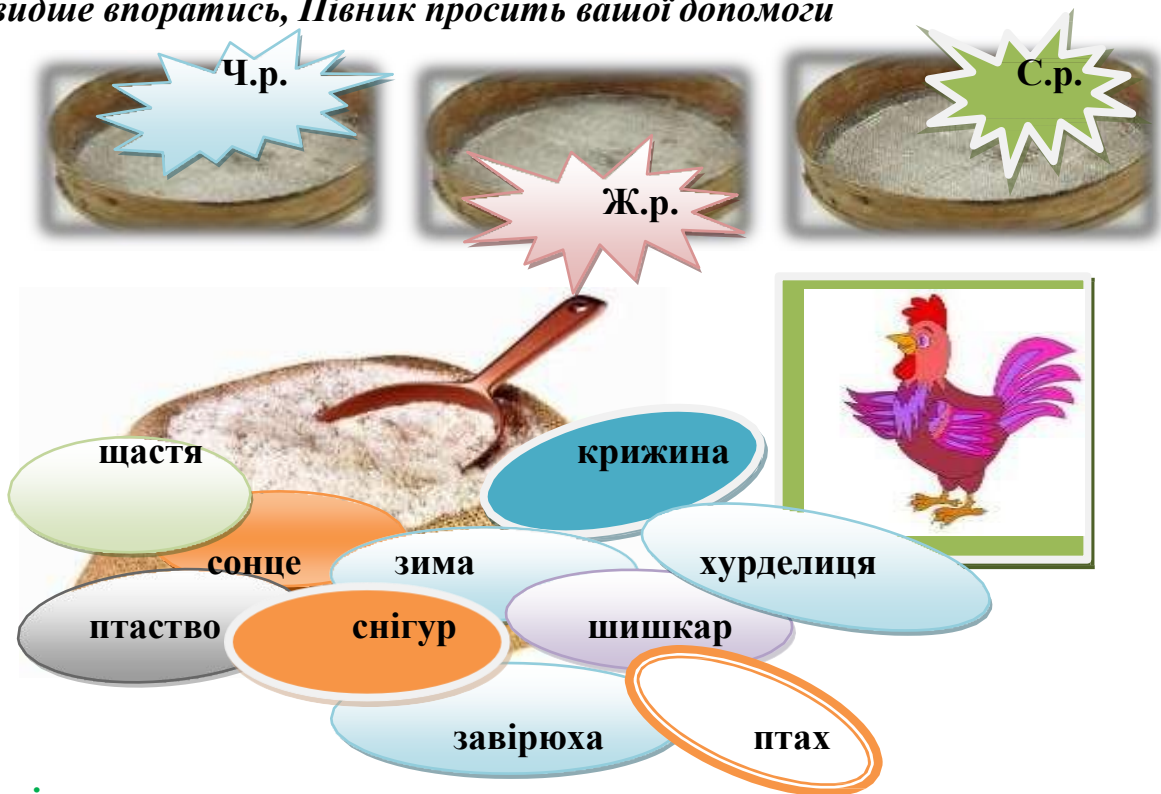 видше впоратись, Півник просить вашої допомоги
Ч.р.
С.р.
Ж.р.
щастя
крижина
сонце
зима
хурделиця
птаство
снігур
шишкар
завірюха
птах
.